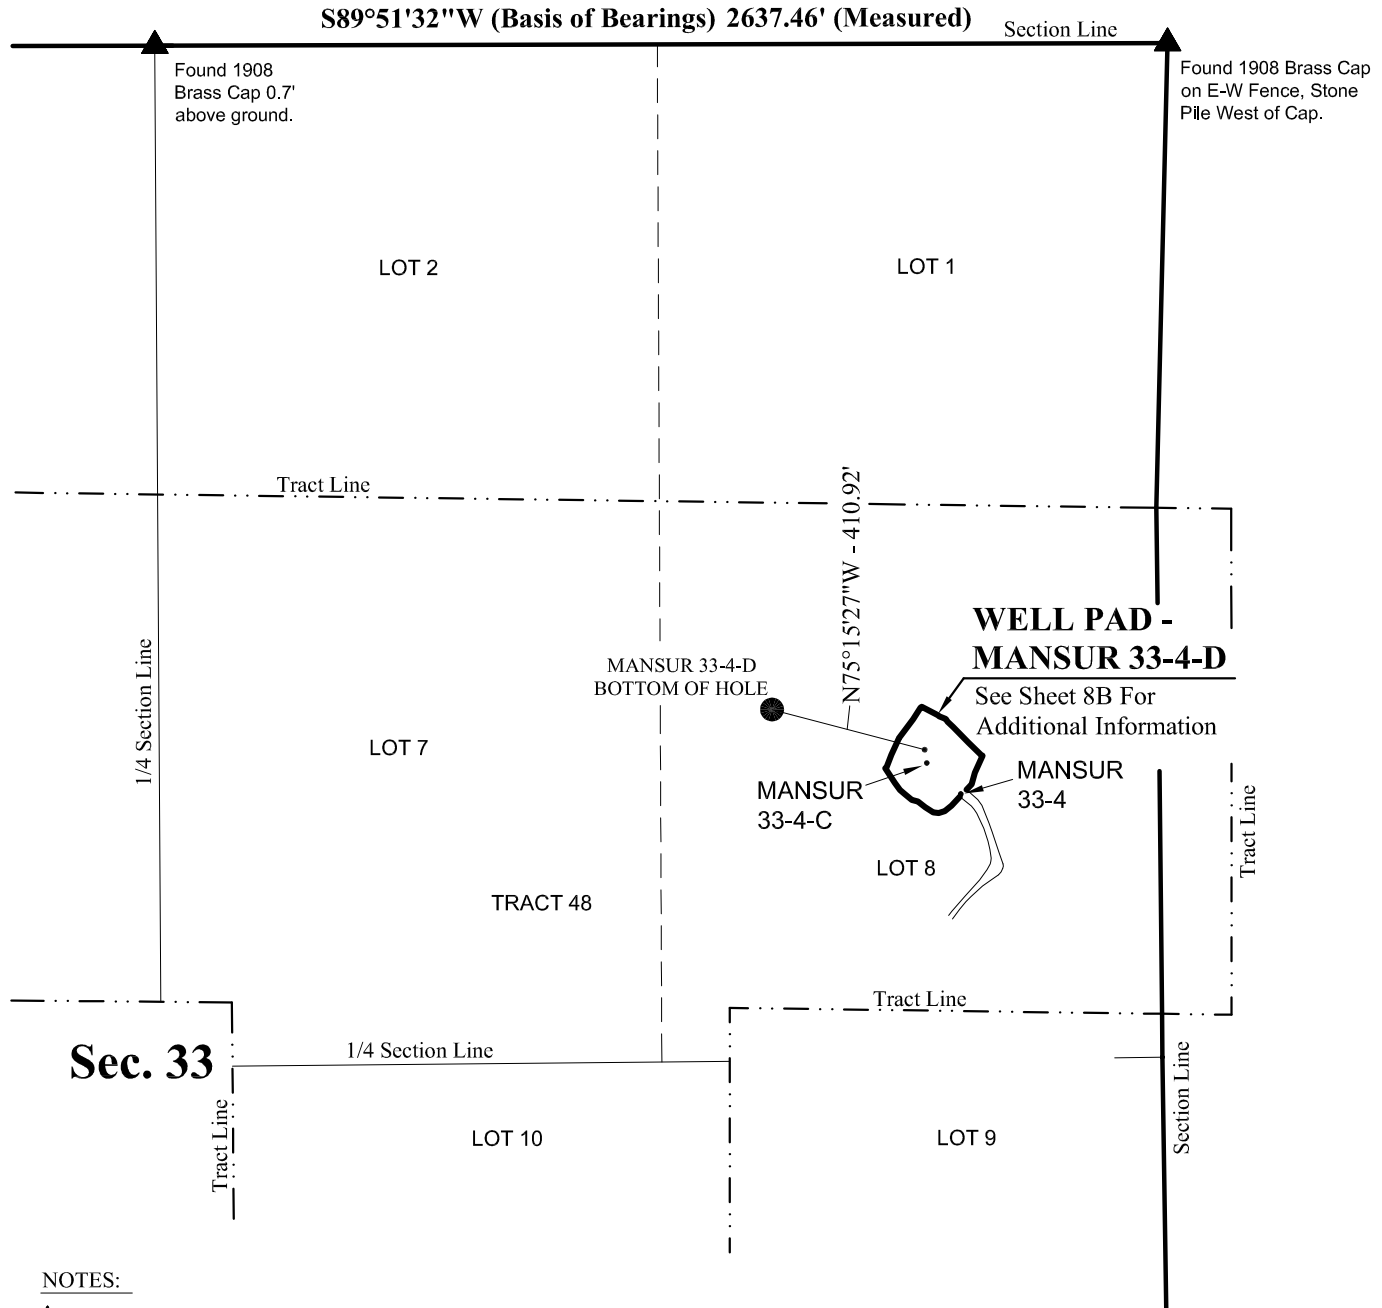 S89°51'32"W (Basis of Bearings) 2637.46' (Measured)
Section Line
Found 1908
Brass Cap 0.7'
above ground.
Found 1908 Brass Cap
on E-W Fence, Stone
Pile West of Cap.
LOT 2
LOT 1
Tract Line
N75°15'27"W - 410.92'
WELL PAD -
MANSUR 33-4-D
See Sheet 8B For
Additional Information
MANSUR 33-4-D
BOTTOM OF HOLE
1/4 Section Line
LOT 7
MANSUR
33-4-C
MANSUR
33-4
Tract Line
LOT 8
TRACT 48
Tract Line
Sec. 33
1/4 Section Line
Section Line
Tract Line
LOT 10
LOT 9
NOTES: